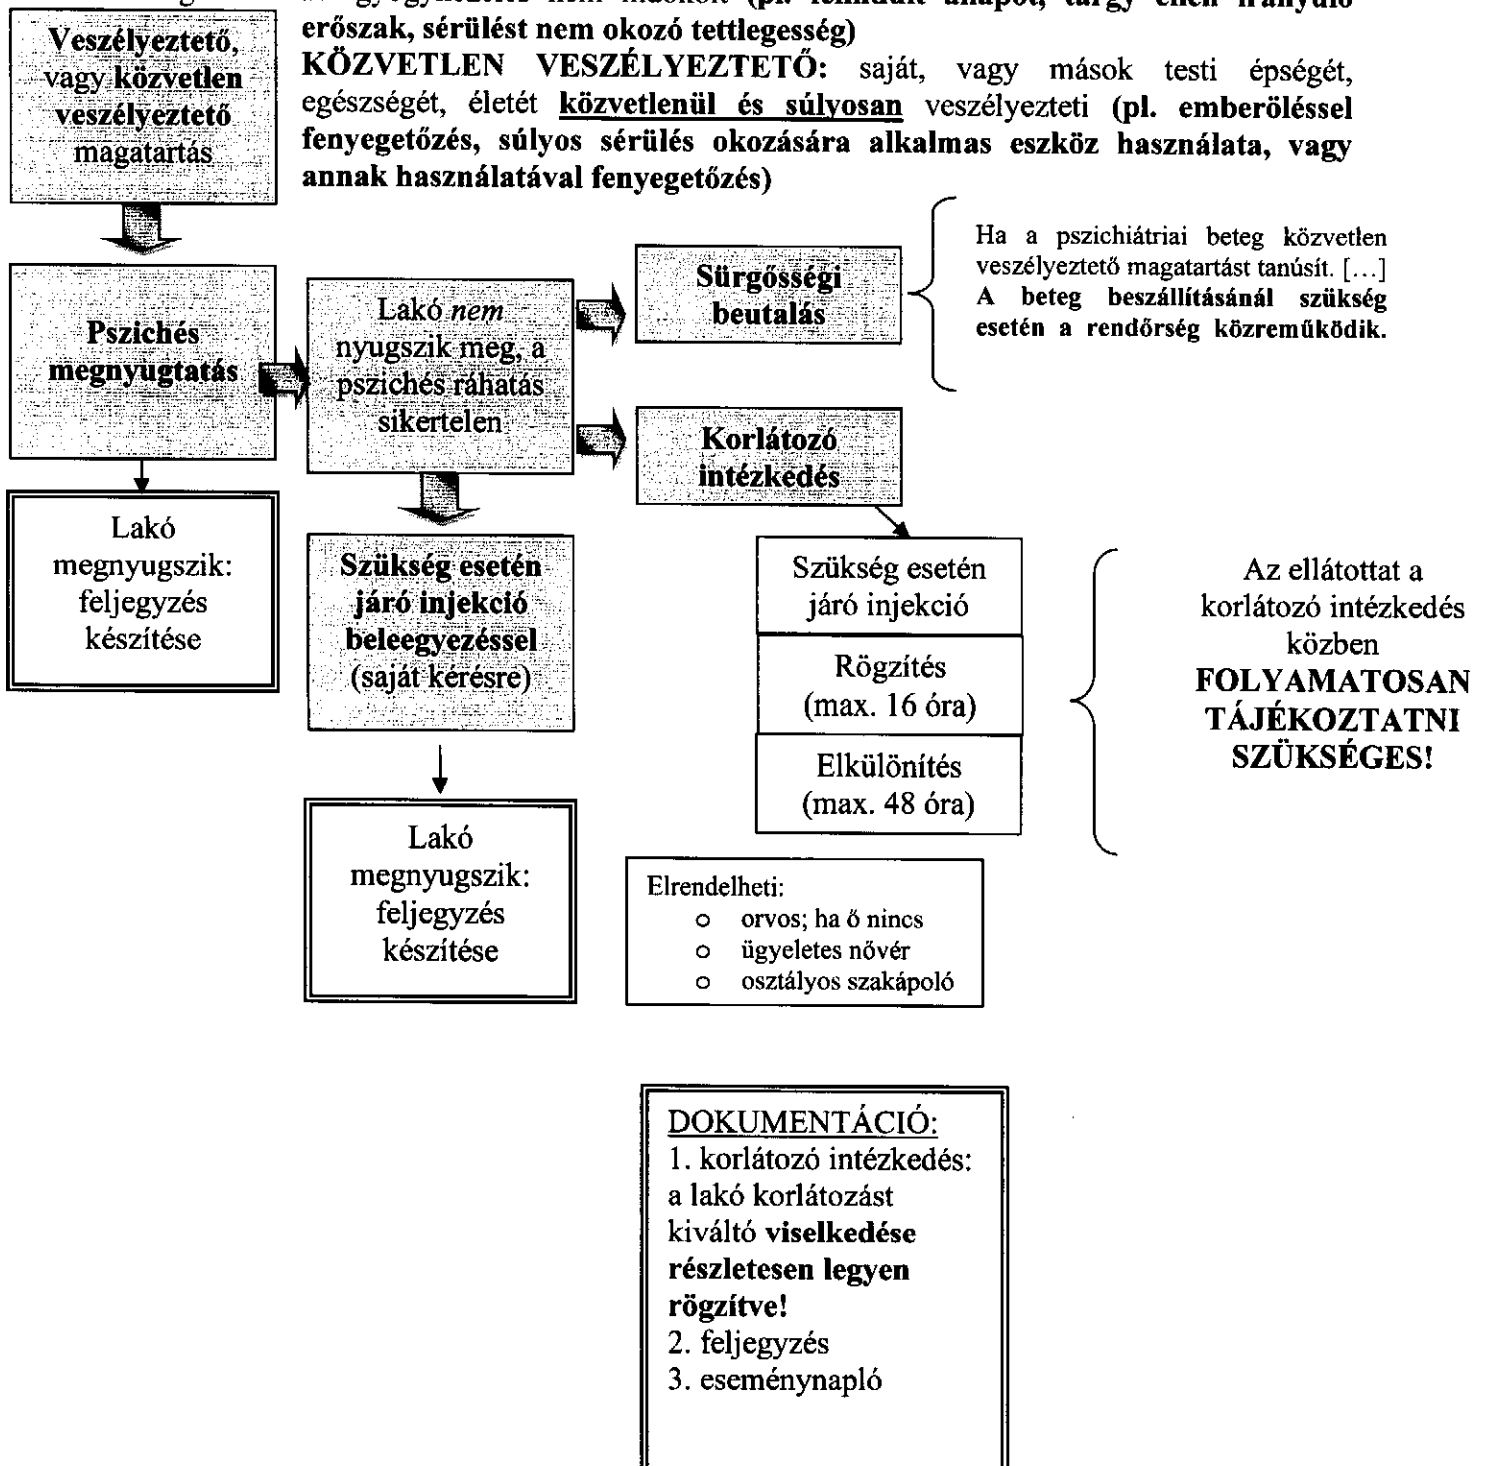 erőszak, sérülést nem okozó tettlegesség)
KÖZVETLEN VESZÉLYEZTETŐ: saját, vagy mások testi épségét,
egészségét, életét közvetlenül és súlyosan veszélyezteti (pl. emberöléssel
fenyegetőzés, súlyos sérülés okozására alkalmas eszköz használata, vagy
annak használatával fenyegetőzés)
Veszélyeztető,
vagy közvetlen
veszélyeztető
magatartás
Pszichés
megnyugtatás
Lakó nem
nyugszik meg, a
pszichés ráhatás
sikertelen
Sürgősségi
beutalás
Ha a pszichiátriai beteg közvetlen
veszélyeztető magatartást tanúsít. […]
A beteg beszállításánál szükség
esetén a rendőrség közreműködik.
Korlátozó
intézkedés
Lakó
megnyugszik:
feljegyzés
készítése
Szükség esetén
járó injekció
beleegyezéssel
(saját kérésre)
Szükség esetén
járó injekció
Rögzítés
(max. 16 óra)
Elkülönítés
(max. 48 óra)
Az ellátottat a
korlátozó intézkedés
közben
FOLYAMATOSAN
TÁJÉKOZTATNI
SZÜKSÉGES!
Lakó
megnyugszik:
feljegyzés
készítése
Elrendelheti:
o orvos; ha ő nincs
o ügyeletes nővér
o osztályos szakápoló
DOKUMENTÁCIÓ:
1. korlátozó intézkedés:
a lakó korlátozást
kiváltó viselkedése
részletesen legyen
rögzítve!
2. feljegyzés
3. eseménynapló